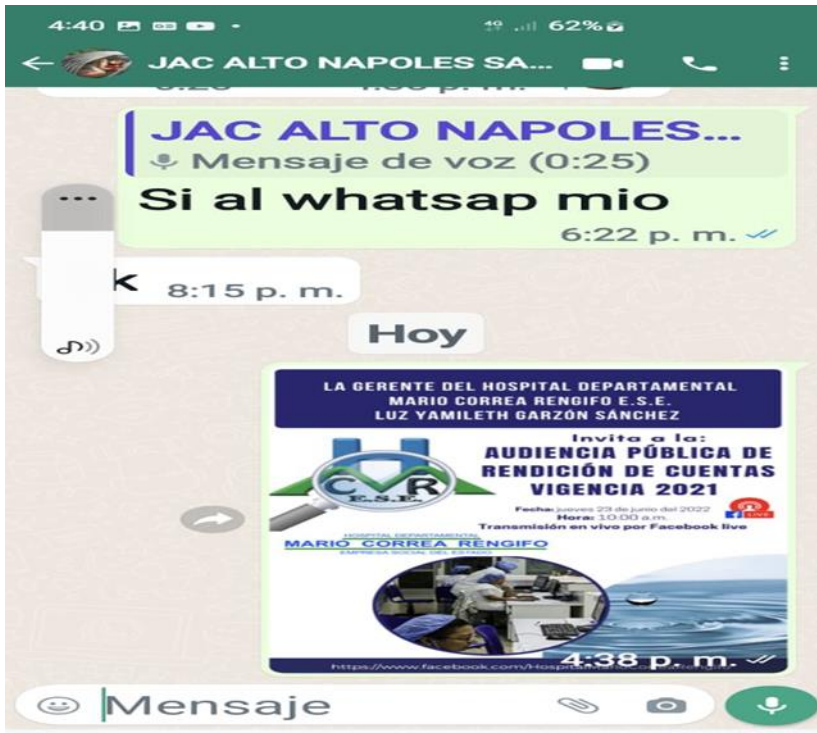 4:40
62%
JAC ALTO NAPOLES SA...
JAC ALTO NAPOLES...
Mensaje de voz (0:25)
Si al whatsap mio
6:22 p. m.
k 8:15 p. m.
Hoy
LA GERENTE DEL HOSPITAL DEPARTAMENTAL
MARIO CORREA RENGIFO E.S.E.
LUZ YAMILETH GARZÓN SÁNCHEZ
Invita a la:
AUDIENCIA PÚBLICA DE
RENDICIÓN DE CUENTAS
VIGENCIA 2021
Fecha: jueves 23 de junio del 2022
Hora: 10:00 a.m.
Transmisión en vivo por Facebook live
LIVE
H
CMR
E.S.E.
HOSPITAL DEPARTAMENTAL
MARIO CORREA RENGIFO
EMPRESA SOCIAL DEL ESTADO
4:38 p. m.
Mensaje